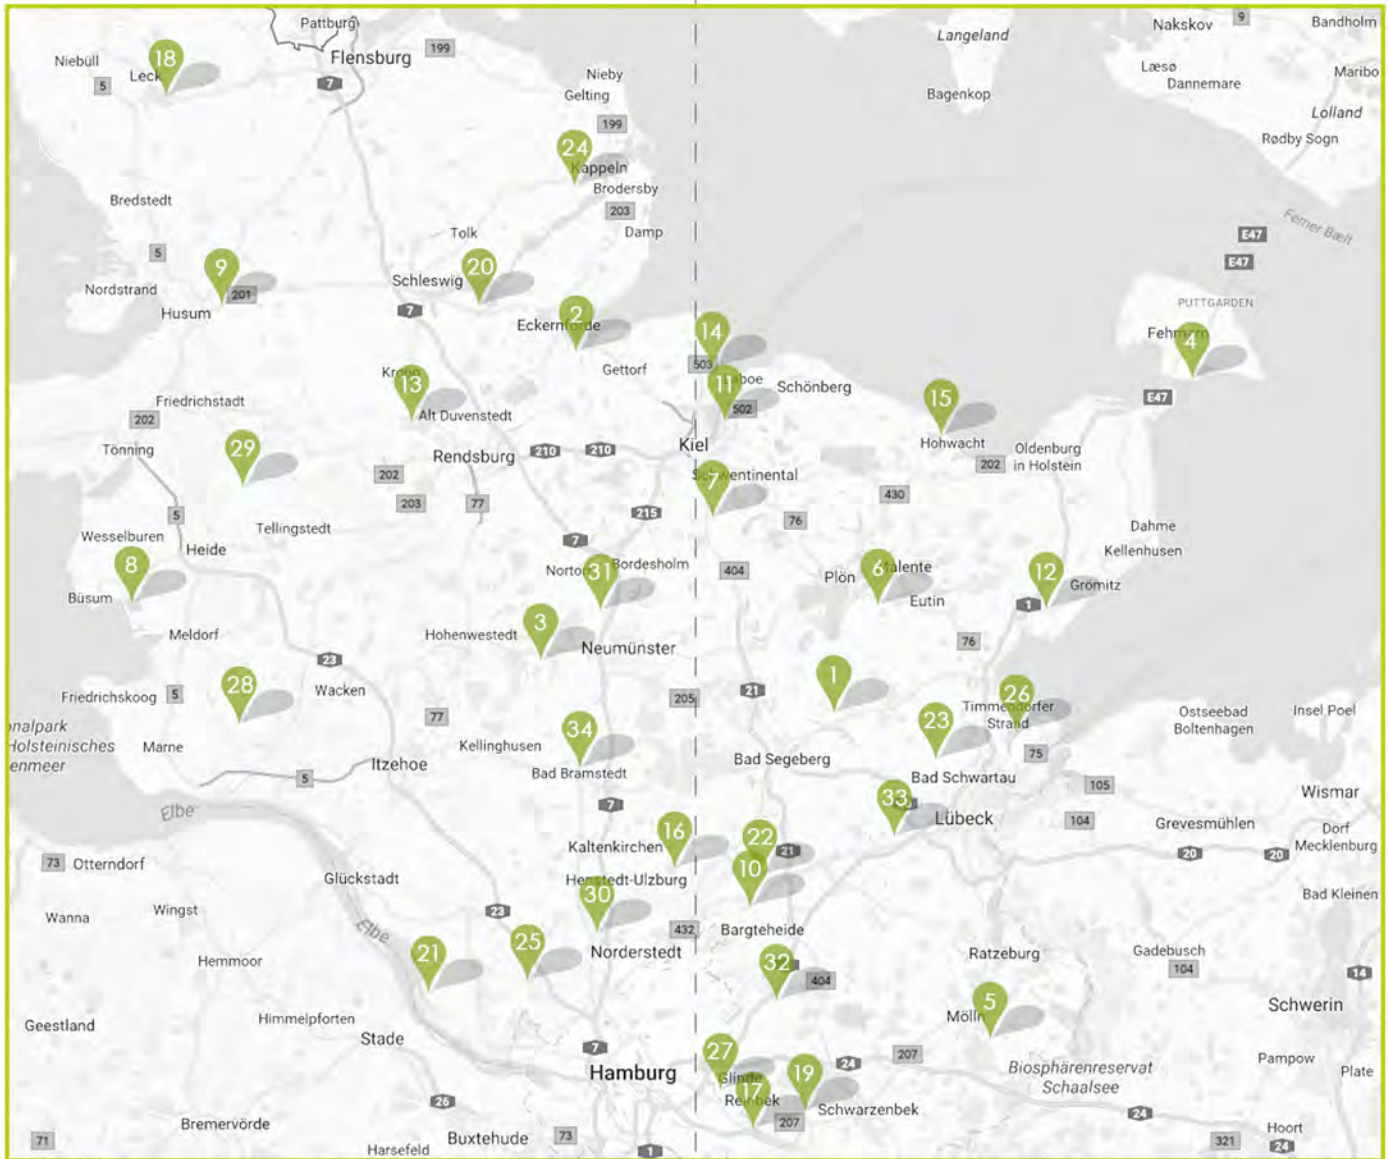 Pattburg
Flensburg
199
Langeland
Nakskov
9
Bandholm
Niebüll
18
Leck
5
7
Nieby
Gelting
Læsø
Dannemare
Maribo
Bagenkop
Lolland
199
24
Kappeln
Rødby Sogn
Bredstedt
Brodersby
203
Damp
Tolk
Femer Bælt
E47
E47
5
9
201
Nordstrand
Husum
Schleswig
20
7
Eckernförde
2
PUTTGARDEN
Fehmarn
4
14
503
Gettorf
Laboe
11
502
Schönberg
13
Alt Duvenstedt
E47
15
Hohwacht
Friedrichstadt
202
Tönning
29
Rendsburg
210
210
Kiel
Oldenburg
in Holstein
202
202
203
77
Schwentinental
7
430
76
215
5
Tellingstedt
Wesselburen
Heide
7
Dahme
Kellenhusen
8
Büsum
31
Bordesholm
404
Plön
6
Malente
Eutin
12
1
Grömitz
Meldorf
Hohenwestedt
3
Neumünster
76
23
Friedrichskoog
5
28
Wacken
205
21
1
Timmendorfer
Strand
26
Ostseebad
Boltenhagen
Insel Poel
onalpark
Holsteinisches
enmeer
Marne
77
Kellinghusen
34
23
75
Itzehoe
5
Bad Bramstedt
Bad Segeberg
Bad Schwartau
105
Wismar
Elbe
7
33
Lübeck
104
Grevesmühlen
Dorf
Mecklenburg
73
Otterndorf
Kaltenkirchen
16
22
21
20
20
Glückstadt
Henstedt-Ulzburg
10
Bad Kleinen
Wanna
Wingst
23
30
Elbe
432
Bargteheide
Hemmoor
21
25
Norderstedt
32
404
Ratzeburg
Gadebusch
104
14
Geestland
Himmelpforten
Stade
5
Mölln
Schwerin
7
27
Glinde
24
207
Hamburg
Biosphärenreservat
Schaalsee
Pampow
Plate
26
17
Reinbek
19
Schwarzenbek
24
Bremervörde
207
71
Buxtehude
73
Harsefeld
1
321
Hoort
24